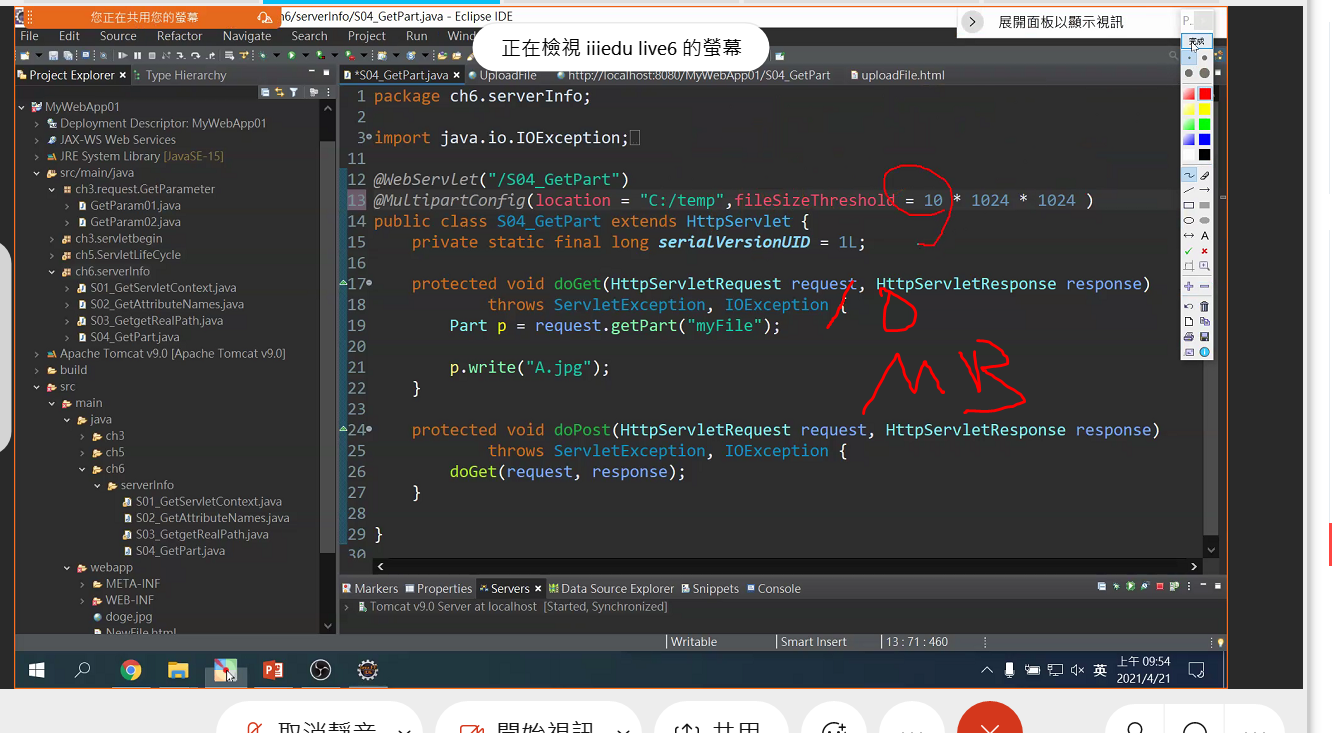 您正在共用您的螢幕
h6/serverInfo/S04_GetPart.java - Eclipse IDE
File Edit Source Refactor Navigate Search Project Run Wind
正在檢視 iiiedu live6 的螢幕
展開面板以顯示視訊
P..
完成
Project Explorer
Type Hierarchy
*S04_GetPart.java
UploadFile
http://localhost:8080/MyWebApp01/S04_GetPart
uploadFile.html
MyWebApp01
Deployment Descriptor: MyWebApp01
JAX-WS Web Services
JRE System Library [JavaSE-15]
src/main/java
ch3.request.GetParameter
GetParam01.java
GetParam02.java
ch3.servletbegin
ch5.ServletLifeCycle
ch6.serverInfo
S01_GetServletContext.java
S02_GetAttributeNames.java
S03_GetgetRealPath.java
S04_GetPart.java
Apache Tomcat v9.0 [Apache Tomcat v9.0]
build
src
main
java
ch3
ch5
ch6
serverInfo
S01_GetServletContext.java
S02_GetAttributeNames.java
S03_GetgetRealPath.java
S04_GetPart.java
webapp
META-INF
WEB-INF
doge.jpg
NewFile.html
1 package ch6.serverInfo;
2
3 import java.io.IOException;
11
12 @WebServlet("/S04_GetPart")
13 @MultipartConfig(location = "C:/temp",fileSizeThreshold = 10 * 1024 * 1024 )
14 public class S04_GetPart extends HttpServlet {
15 private static final long serialVersionUID = 1L;
16
17 protected void doGet(HttpServletRequest request, HttpServletResponse response)
18 throws ServletException, IOException {
19 Part p = request.getPart("myFile");
20
21 p.write("A.jpg");
22 }
23
24 protected void doPost(HttpServletRequest request, HttpServletResponse response)
25 throws ServletException, IOException {
26 doGet(request, response);
27 }
28
29 }
30
10
MB
A
Markers
Properties
Servers
Data Source Explorer
Snippets
Console
Tomcat v9.0 Server at localhost [Started, Synchronized]
Writable
Smart Insert
13 : 71 : 460
英
上午 09:54
2021/4/21
取消靜音
開始視訊
共用